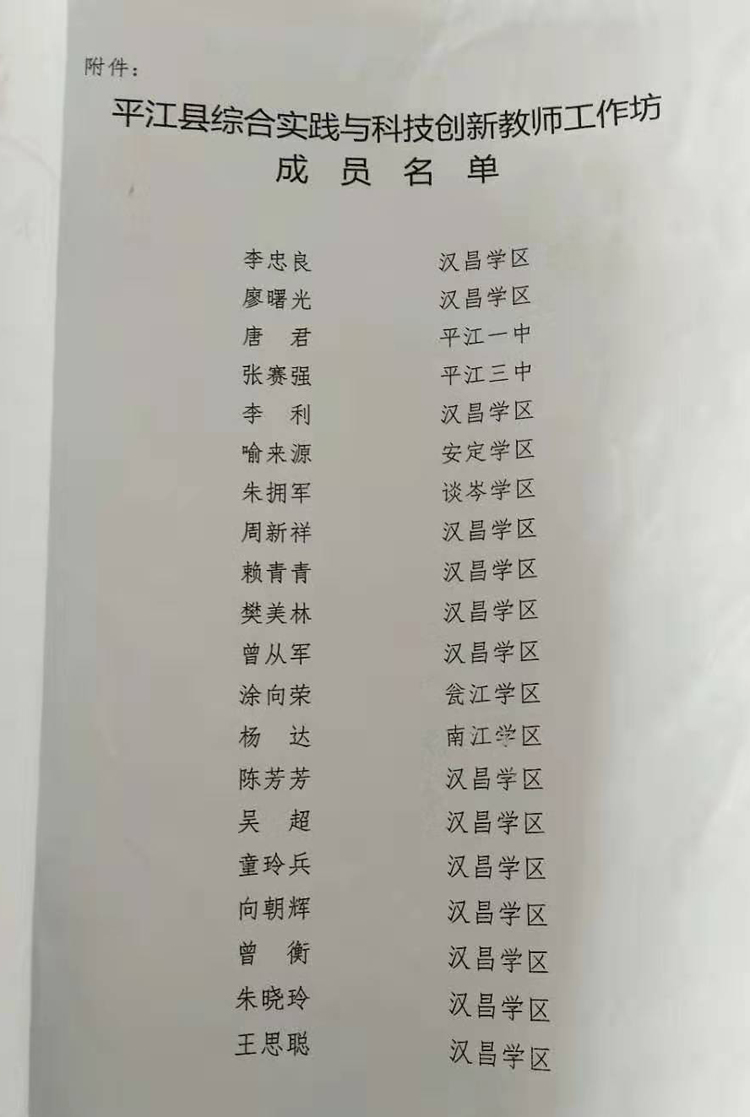 附件：
平江县综合实践与科技创新教师工作坊
成 员 名 单
李忠良 汉昌学区
廖曙光 汉昌学区
唐 君 平江一中
张赛强 平江三中
李 利 汉昌学区
喻来源 安定学区
朱拥军 谈岑学区
周新祥 汉昌学区
赖青青 汉昌学区
樊美林 汉昌学区
曾从军 汉昌学区
涂向荣 瓮江学区
杨 达 南江学区
陈芳芳 汉昌学区
吴 超 汉昌学区
童玲兵 汉昌学区
向朝辉 汉昌学区
曾 衡 汉昌学区
朱晓玲 汉昌学区
王思聪 汉昌学区